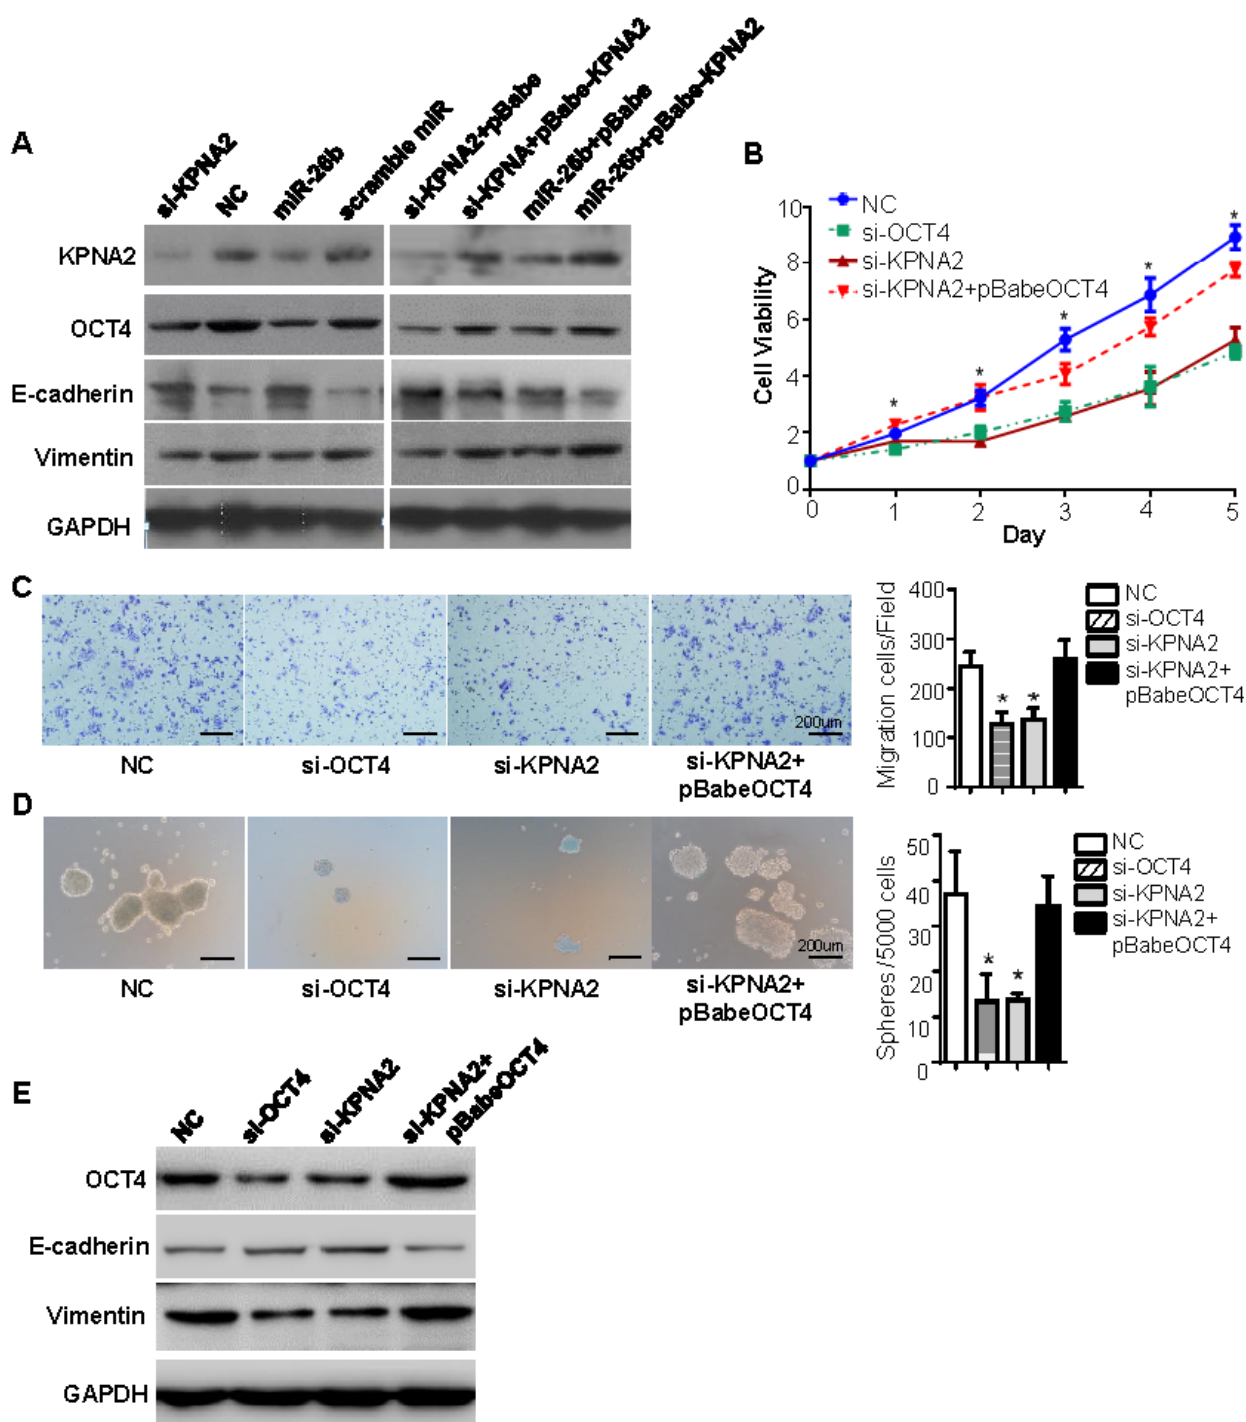 A
si-KPNA2
NC
miR-26b
scramble miR
si-KPNA2+pBabe
si-KPNA+pBabe-KPNA2
miR-26b+pBabe
miR-26b+pBabe-KPNA2
KPNA2
OCT4
E-cadherin
Vimentin
GAPDH
B
NC
si-OCT4
si-KPNA2
si-KPNA2+pBabeOCT4
Cell Viability
10
8
6
4
2
0
* * * * *
0 1 2 3 4 5
Day
C
200um
NC
si-OCT4
si-KPNA2
si-KPNA2+
pBabeOCT4
Migration cells/Field
400
300
200
100
0
* *
NC
si-OCT4
si-KPNA2
si-KPNA2+
pBabeOCT4
D
200um
NC
si-OCT4
si-KPNA2
si-KPNA2+
pBabeOCT4
Spheres/5000 cells
50
40
30
20
10
0
* *
NC
si-OCT4
si-KPNA2
si-KPNA2+
pBabeOCT4
E
NC
si-OCT4
si-KPNA2
si-KPNA2+
pBabeOCT4
OCT4
E-cadherin
Vimentin
GAPDH